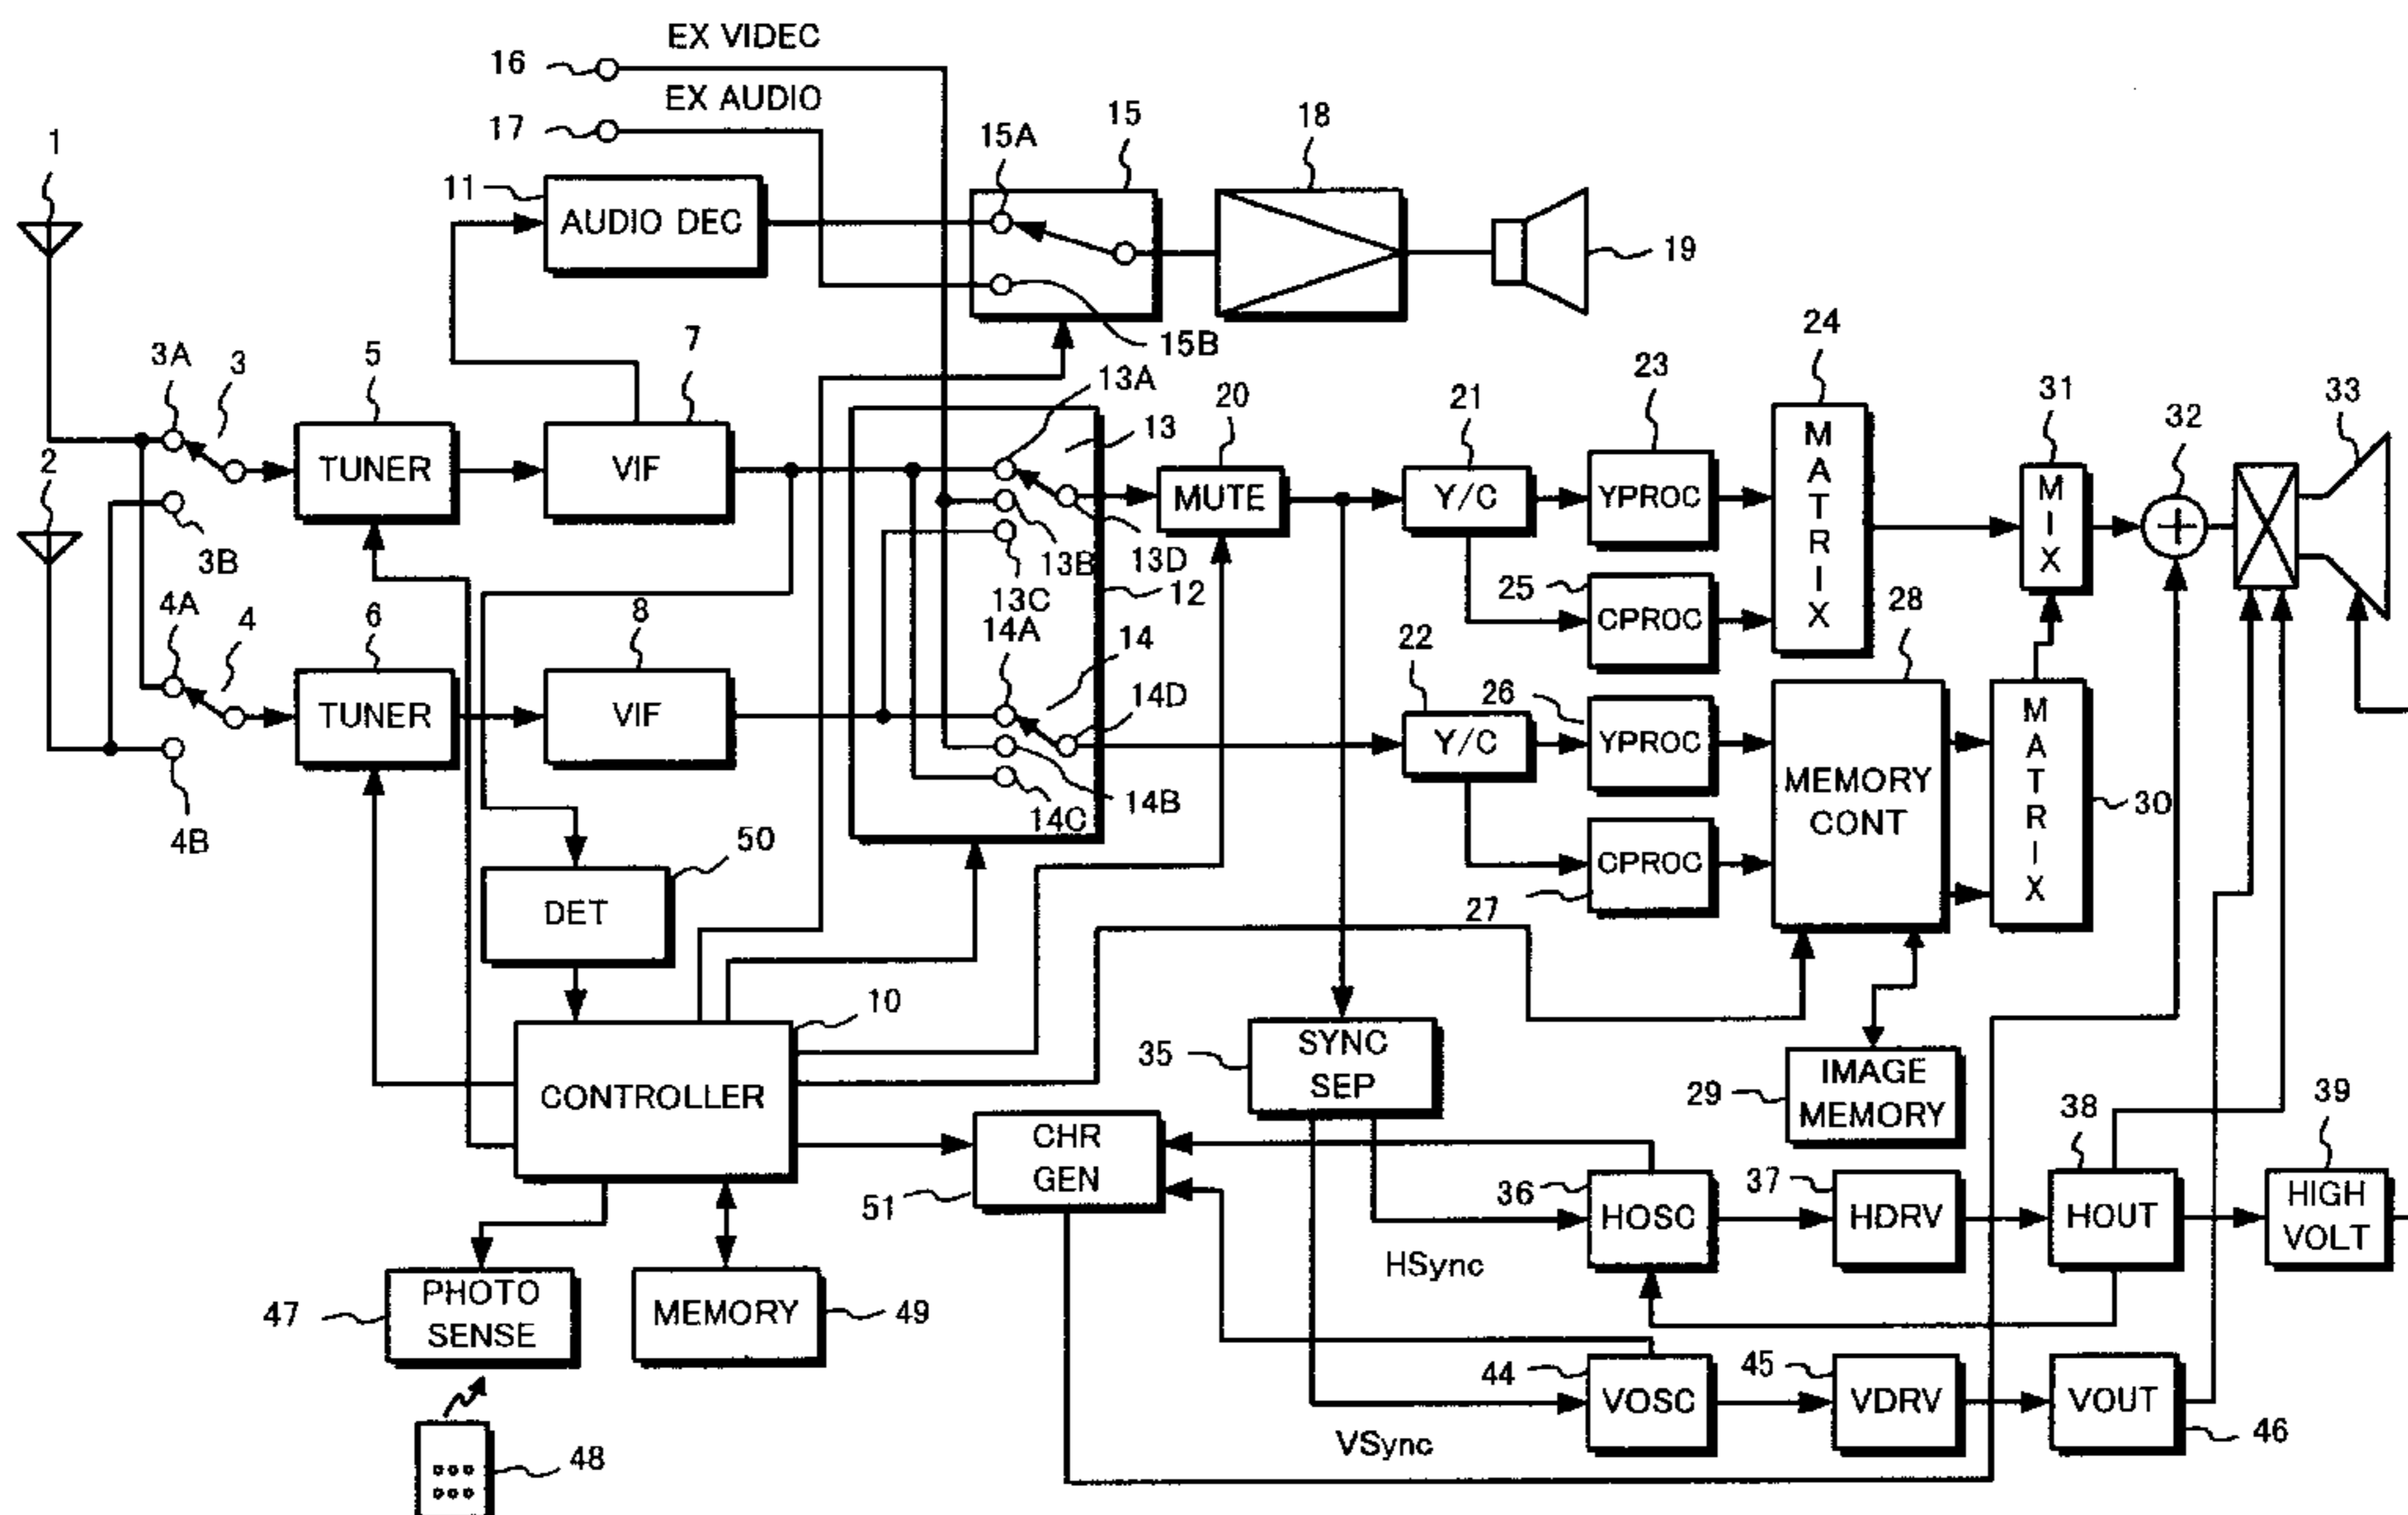 EX VIDEC
16
EX AUDIO
17
1
15A
15
18
11
AUDIO DEC
19
15B
3A
3
5
7
13A
13
20
21
23
24
31
32
33
TUNER
VIF
MUTE
Y/C
YPROC
MATRIX
MIX
2
3B
13B
13D
13C
12
25
CPROC
28
4A
4
6
8
14A
14
14D
22
26
TUNER
VIF
Y/C
YPROC
MEMORY
CONT
MATRIX
30
4B
14B
14C
50
DET
CPROC
27
10
35
SYNC
SEP
CONTROLLER
29
IMAGE
MEMORY
CHR
GEN
51
36
HOSC
37
HDRV
38
HOUT
39
HIGH
VOLT
HSync
47
PHOTO
SENSE
MEMORY
49
44
VOSC
45
VDRV
VOUT
46
VSync
48